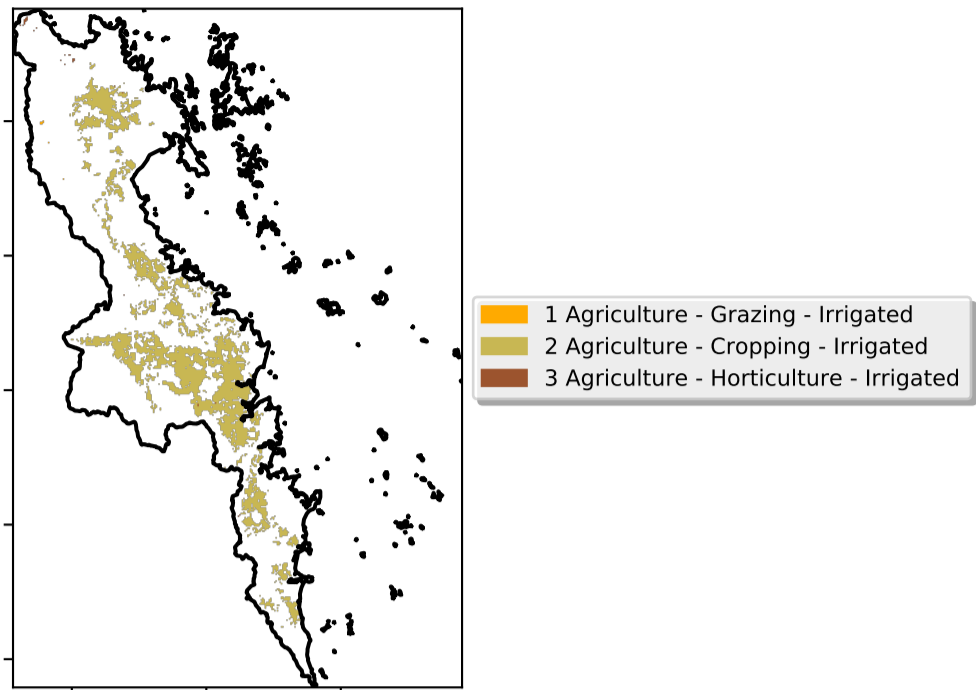 1 Agriculture - Grazing - Irrigated
2 Agriculture - Cropping - Irrigated
3 Agriculture - Horticulture - Irrigated